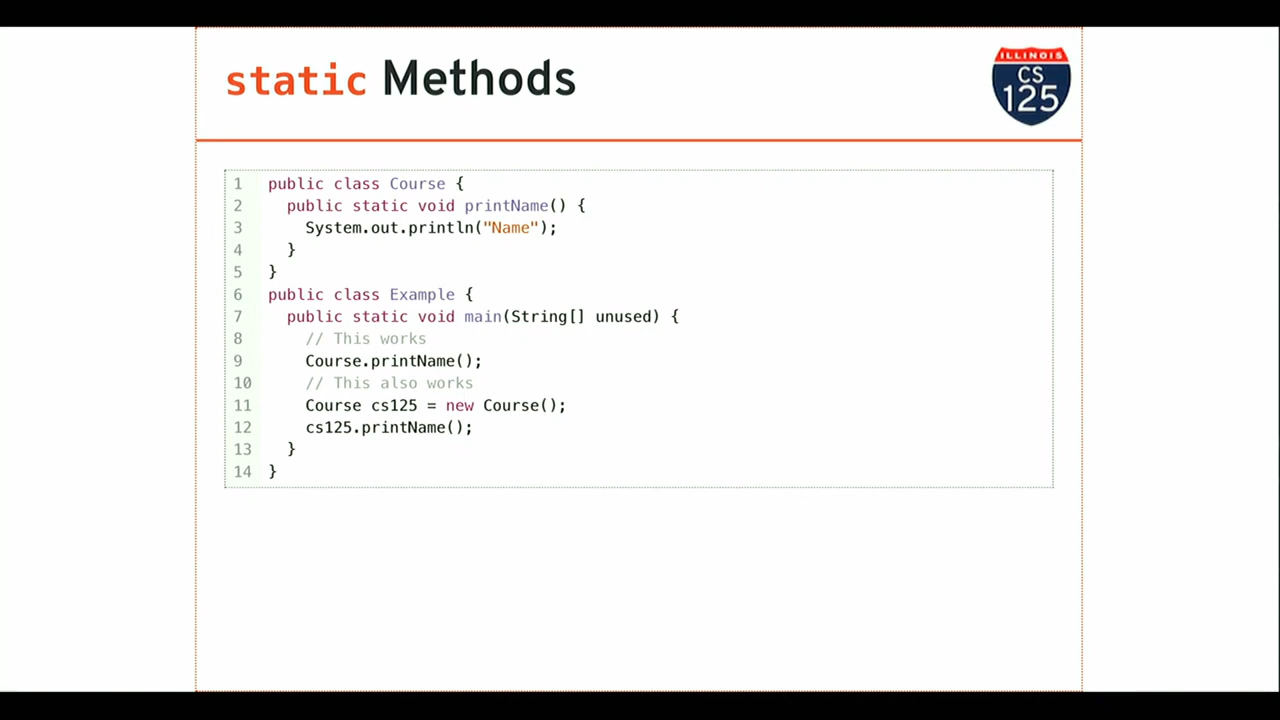 static Methods
ILLINOIS
CS
125
1 public class Course {
2   public static void printName() {
3     System.out.println("Name");
4   }
5 }
6 public class Example {
7   public static void main(String[] unused) {
8     // This works
9     Course.printName();
10     // This also works
11     Course cs125 = new Course();
12     cs125.printName();
13   }
14 }